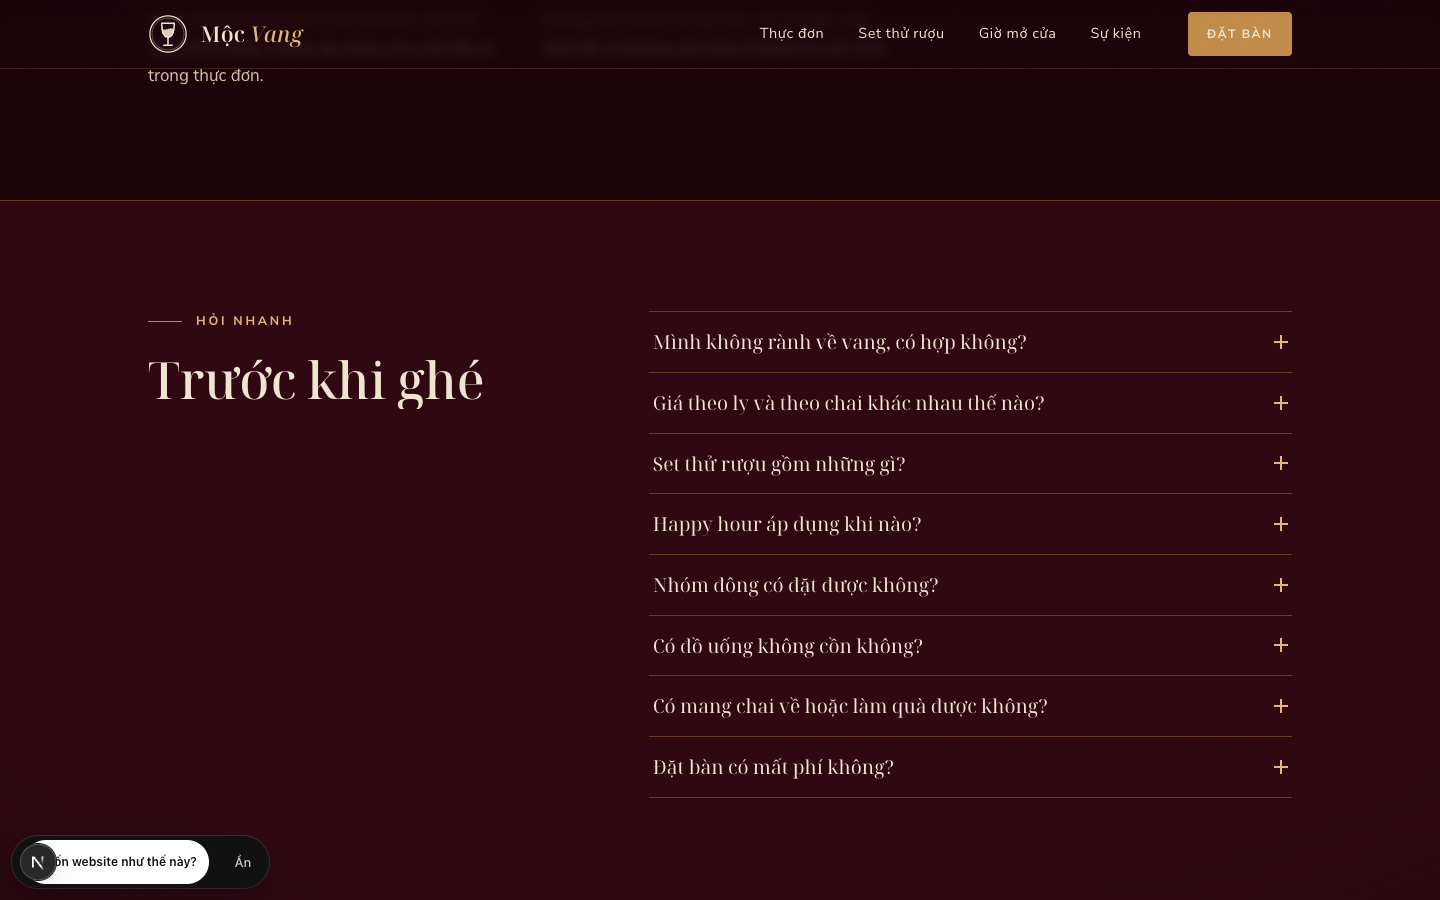 Mộc Vang
Thực đơn
Set thử rượu
Giờ mở cửa
Sự kiện
ĐẶT BÀN
trong thực đơn.
HỎI NHANH
Trước khi ghé
Mình không rành về vang, có hợp không?
Giá theo ly và theo chai khác nhau thế nào?
Set thử rượu gồm những gì?
Happy hour áp dụng khi nào?
Nhóm đông có đặt được không?
Có đồ uống không cồn không?
Có mang chai về hoặc làm quà được không?
Đặt bàn có mất phí không?
website như thế này?
Ẩn